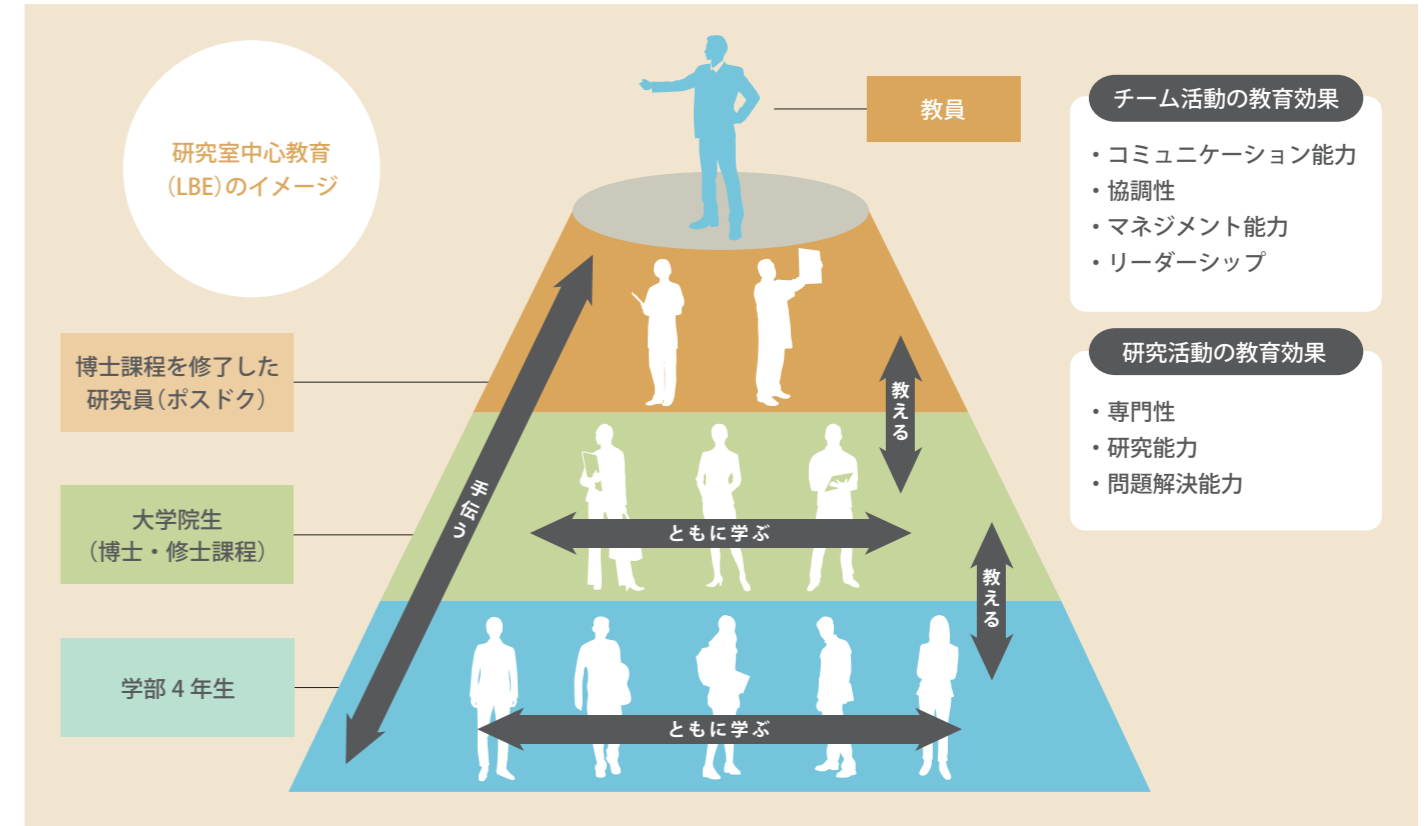 研究室中心教育
（LBE）のイメージ
教員
チーム活動の教育効果
・コミュニケーション能力
・協調性
・マネジメント能力
・リーダーシップ
研究活動の教育効果
・専門性
・研究能力
・問題解決能力
博士課程を修了した
研究員（ポスドク）
教える
手伝う
大学院生
（博士・修士課程）
ともに学ぶ
教える
学部 4 年生
ともに学ぶ